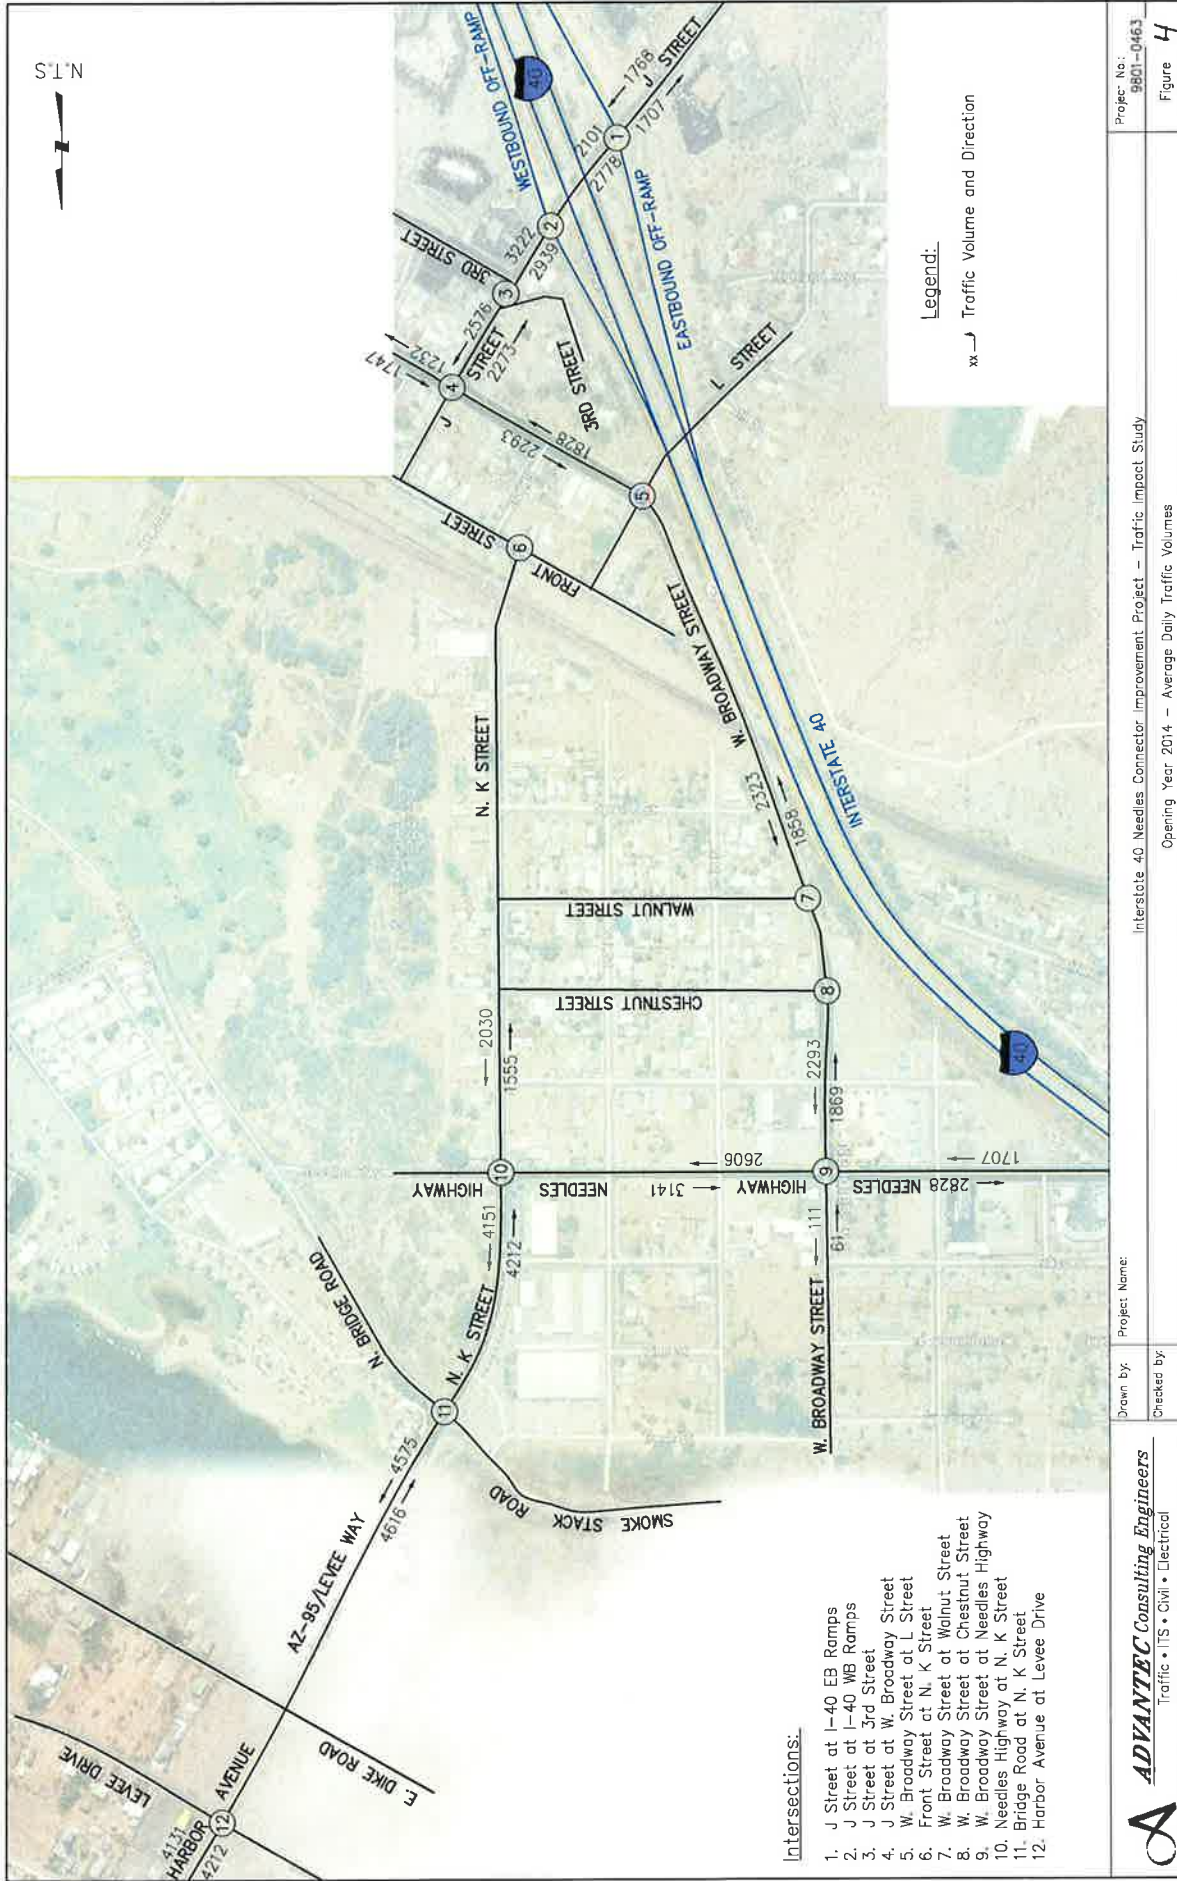 N.T.S
WESTBOUND OFF-RAMP
40
1768
J STREET
1707
2101
2778
1
2
3222
2939
3RD STREET
3
2576
STREET
2273
J
1747
1232
4
3RD STREET
2293
1828
EASTBOUND OFF-RAMP
L STREET
5
STREET
6
FRONT
W. BROADWAY STREET
N. K STREET
2323
1858
INTERSTATE 40
WALNUT STREET
7
CHESTNUT STREET
8
40
2030
1555
2293
1869
10
HIGHWAY
NEEDLES
3141
2606
HIGHWAY
9
NEEDLES
2828
1707
4151
4212
111
61
N. BRIDGE ROAD
N. K STREET
W. BROADWAY STREET
11
4575
4616
SMOKE STACK
ROAD
AZ-95/LEVEE WAY
E. DIKE ROAD
LEVEE DRIVE
AVENUE
12
4131
HARBOR
4212
Legend:
xx Traffic Volume and Direction
Intersections:
1. J Street at I-40 EB Ramps
2. J Street at I-40 WB Ramps
3. J Street at 3rd Street
4. J Street at W. Broadway Street
5. W. Broadway Street at L Street
6. Front Street at N. K Street
7. W. Broadway Street at Walnut Street
8. W. Broadway Street at Chestnut Street
9. W. Broadway Street at Needles Highway
10. Needles Highway at N. K Street
11. Bridge Road at N. K Street
12. Harbor Avenue at Levee Drive
ADVANTEC Consulting Engineers
Traffic • ITS • Civil • Electrical
Drawn by:
Checked by:
Project Name:
Interstate 40 Needles Connector Improvement Project - Traffic Impact Study
Opening Year 2014 - Average Daily Traffic Volumes
Project No.:
9801-0463
Figure 4